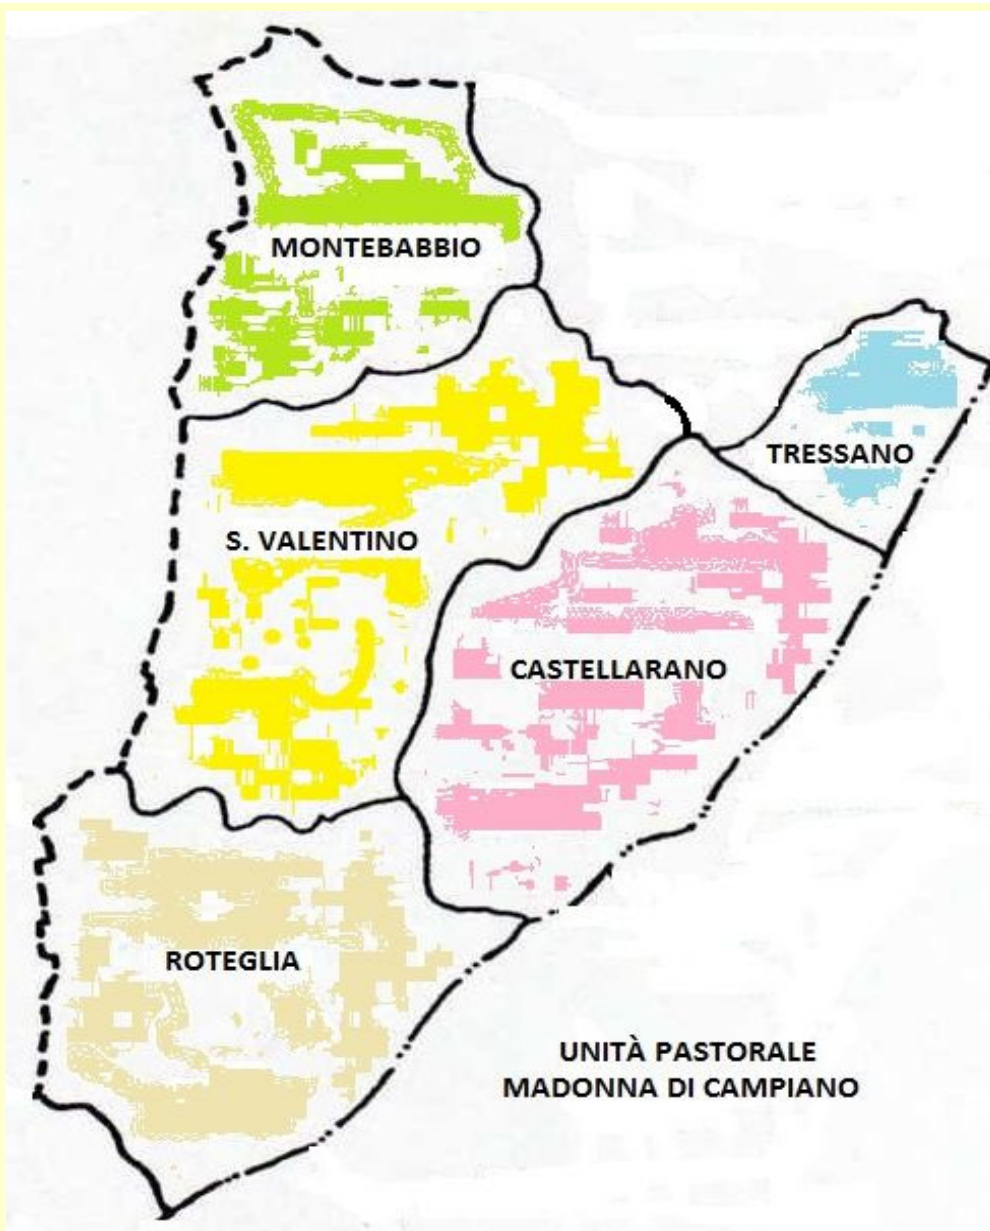 MONTEBABBIO
TRESSANO
S. VALENTINO
CASTELLARANO
ROTEGLIA
UNITÀ PASTORALE
MADONNA DI CAMPIANO